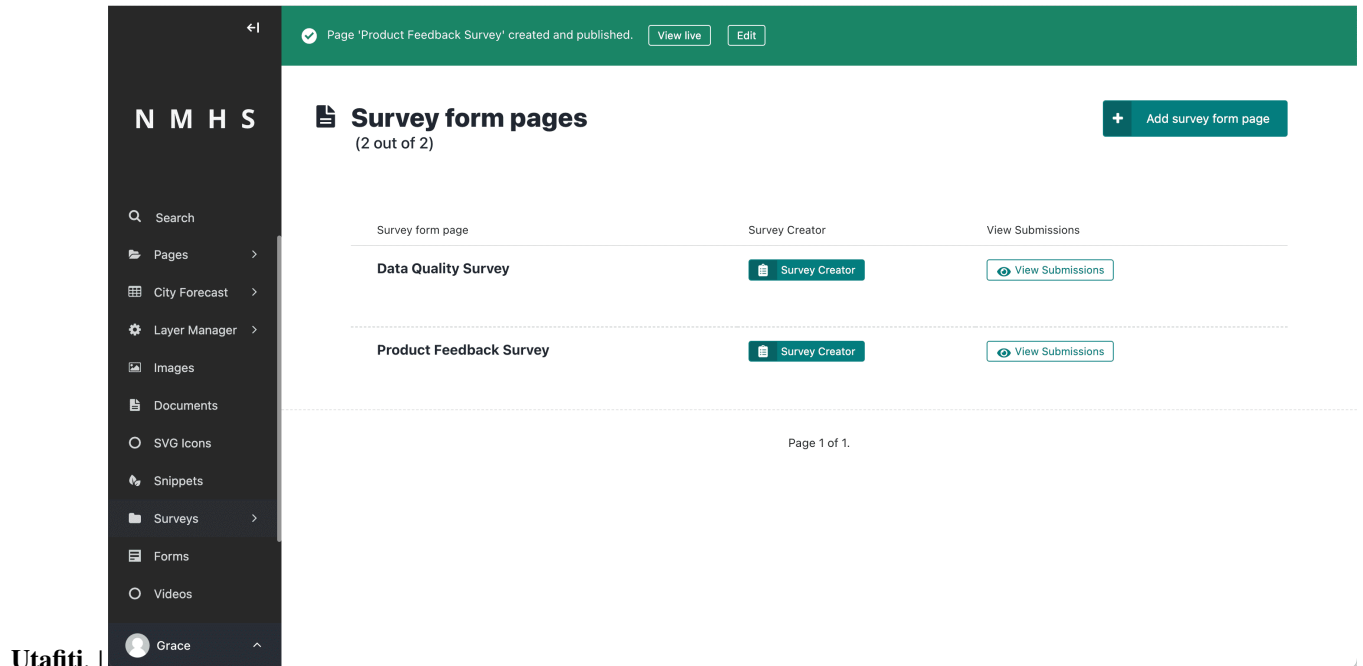 Page 'Product Feedback Survey' created and published. View live Edit
N M H S
Survey form pages
(2 out of 2)
+ Add survey form page
Search
Pages
City Forecast
Layer Manager
Images
Documents
SVG Icons
Snippets
Surveys
Forms
Videos
Grace
Survey form page Survey Creator View Submissions
Data Quality Survey Survey Creator View Submissions
Product Feedback Survey Survey Creator View Submissions
Page 1 of 1.
Utafiti. |